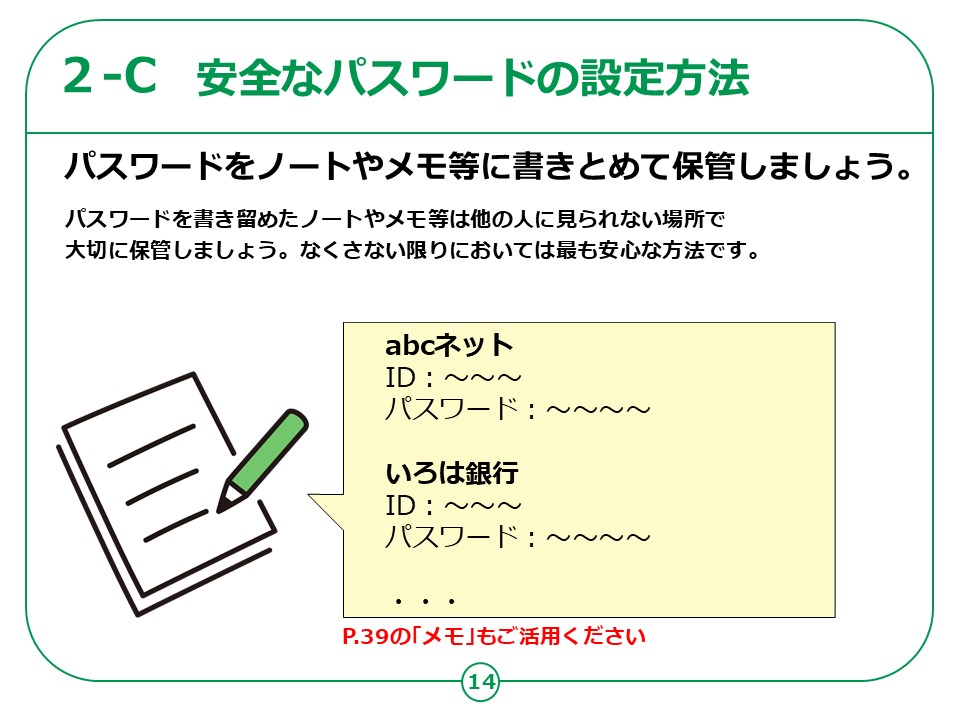 ２-C 安全なパスワードの設定方法
パスワードをノートやメモ等に書きとめて保管しましょう。
パスワードを書き留めたノートやメモ等は他の人に見られない場所で
大切に保管しましょう。なくさない限りにおいては最も安心な方法です。
abcネット
ID：～～～
パスワード：～～～～
いろは銀行
ID：～～～
パスワード：～～～～
・・・
P.39の｢メモ｣もご活用ください
14